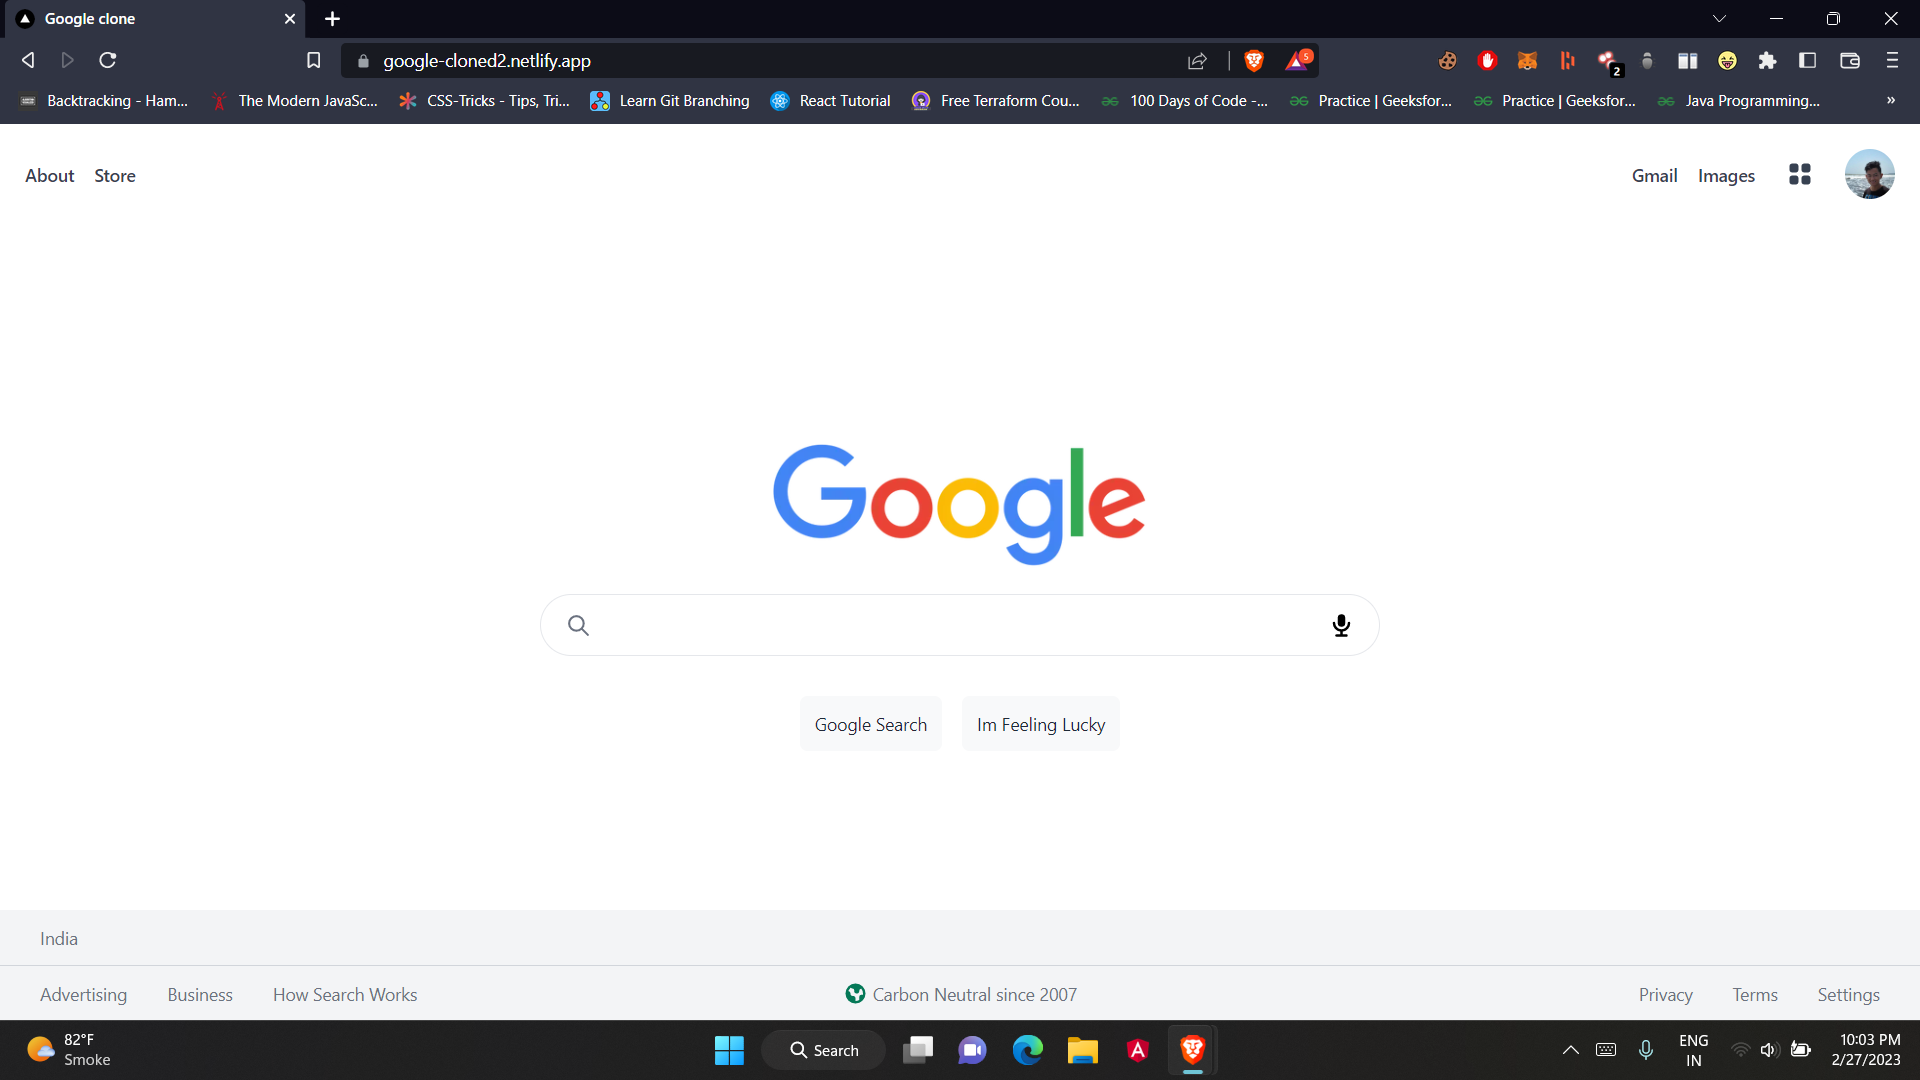 Google clone
google-cloned2.netlify.app
5
2
Backtracking - Ham... The Modern JavaSc... CSS-Tricks - Tips, Tri... Learn Git Branching React Tutorial Free Terraform Cou... 100 Days of Code -... Practice | Geeksfor... Practice | Geeksfor... Java Programming... »
About Store Gmail Images
Google
Google Search Im Feeling Lucky
India
Advertising Business How Search Works Carbon Neutral since 2007 Privacy Terms Settings
82°F
Smoke
Search
ENG
IN
10:03 PM
2/27/2023